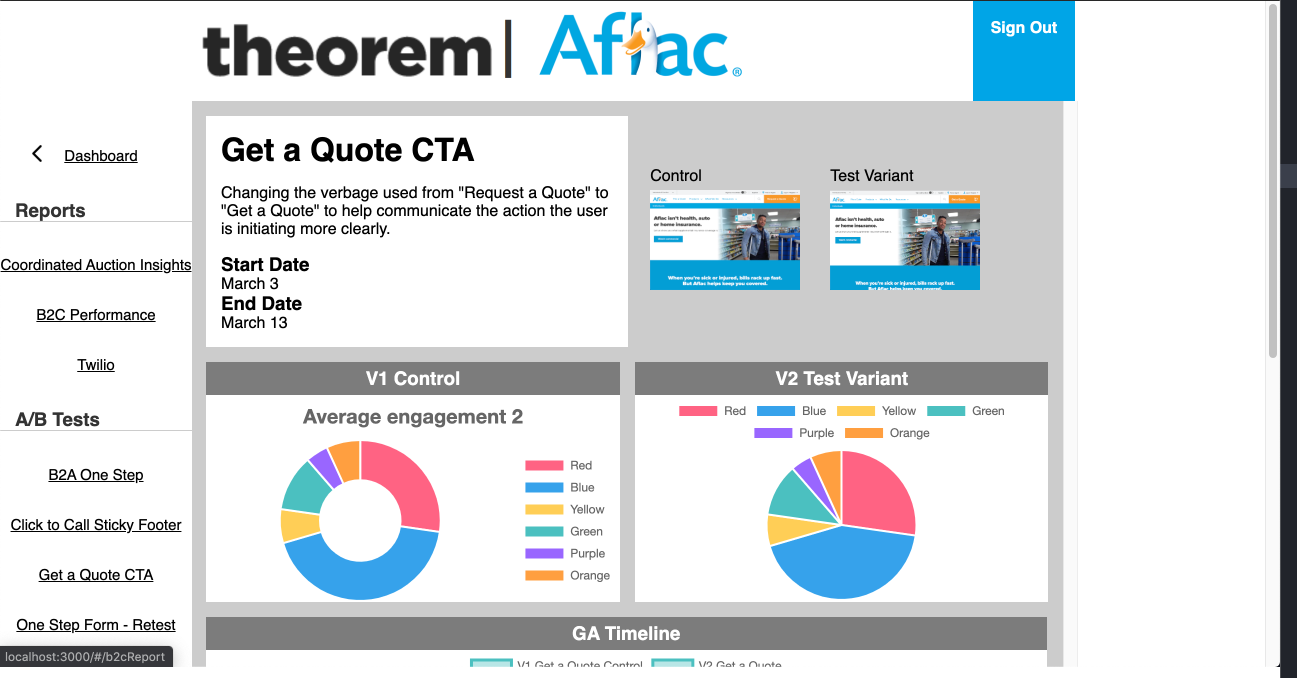 theorem | Aflac®
Sign Out
Dashboard
Reports
Coordinated Auction Insights
B2C Performance
Twilio
A/B Tests
B2A One Step
Click to Call Sticky Footer
Get a Quote CTA
One Step Form - Retest
localhost:3000/#/b2cReport
Get a Quote CTA
Changing the verbage used from "Request a Quote" to
"Get a Quote" to help communicate the action the user
is initiating more clearly.
Start Date
March 3
End Date
March 13
Control
Aflac
Aflac isn't health, auto
or home insurance.
When you're sick or injured, bills rack up fast.
But Aflac helps keep you covered.
Test Variant
Aflac
Aflac isn't health, auto
or home insurance.
When you're sick or injured, bills rack up fast.
But Aflac helps keep you covered.
V1 Control
Average engagement 2
Red
Blue
Yellow
Green
Purple
Orange
V2 Test Variant
Red Blue Yellow Green
Purple Orange
GA Timeline
V1 Get a Quote Control V2 Get a Quote